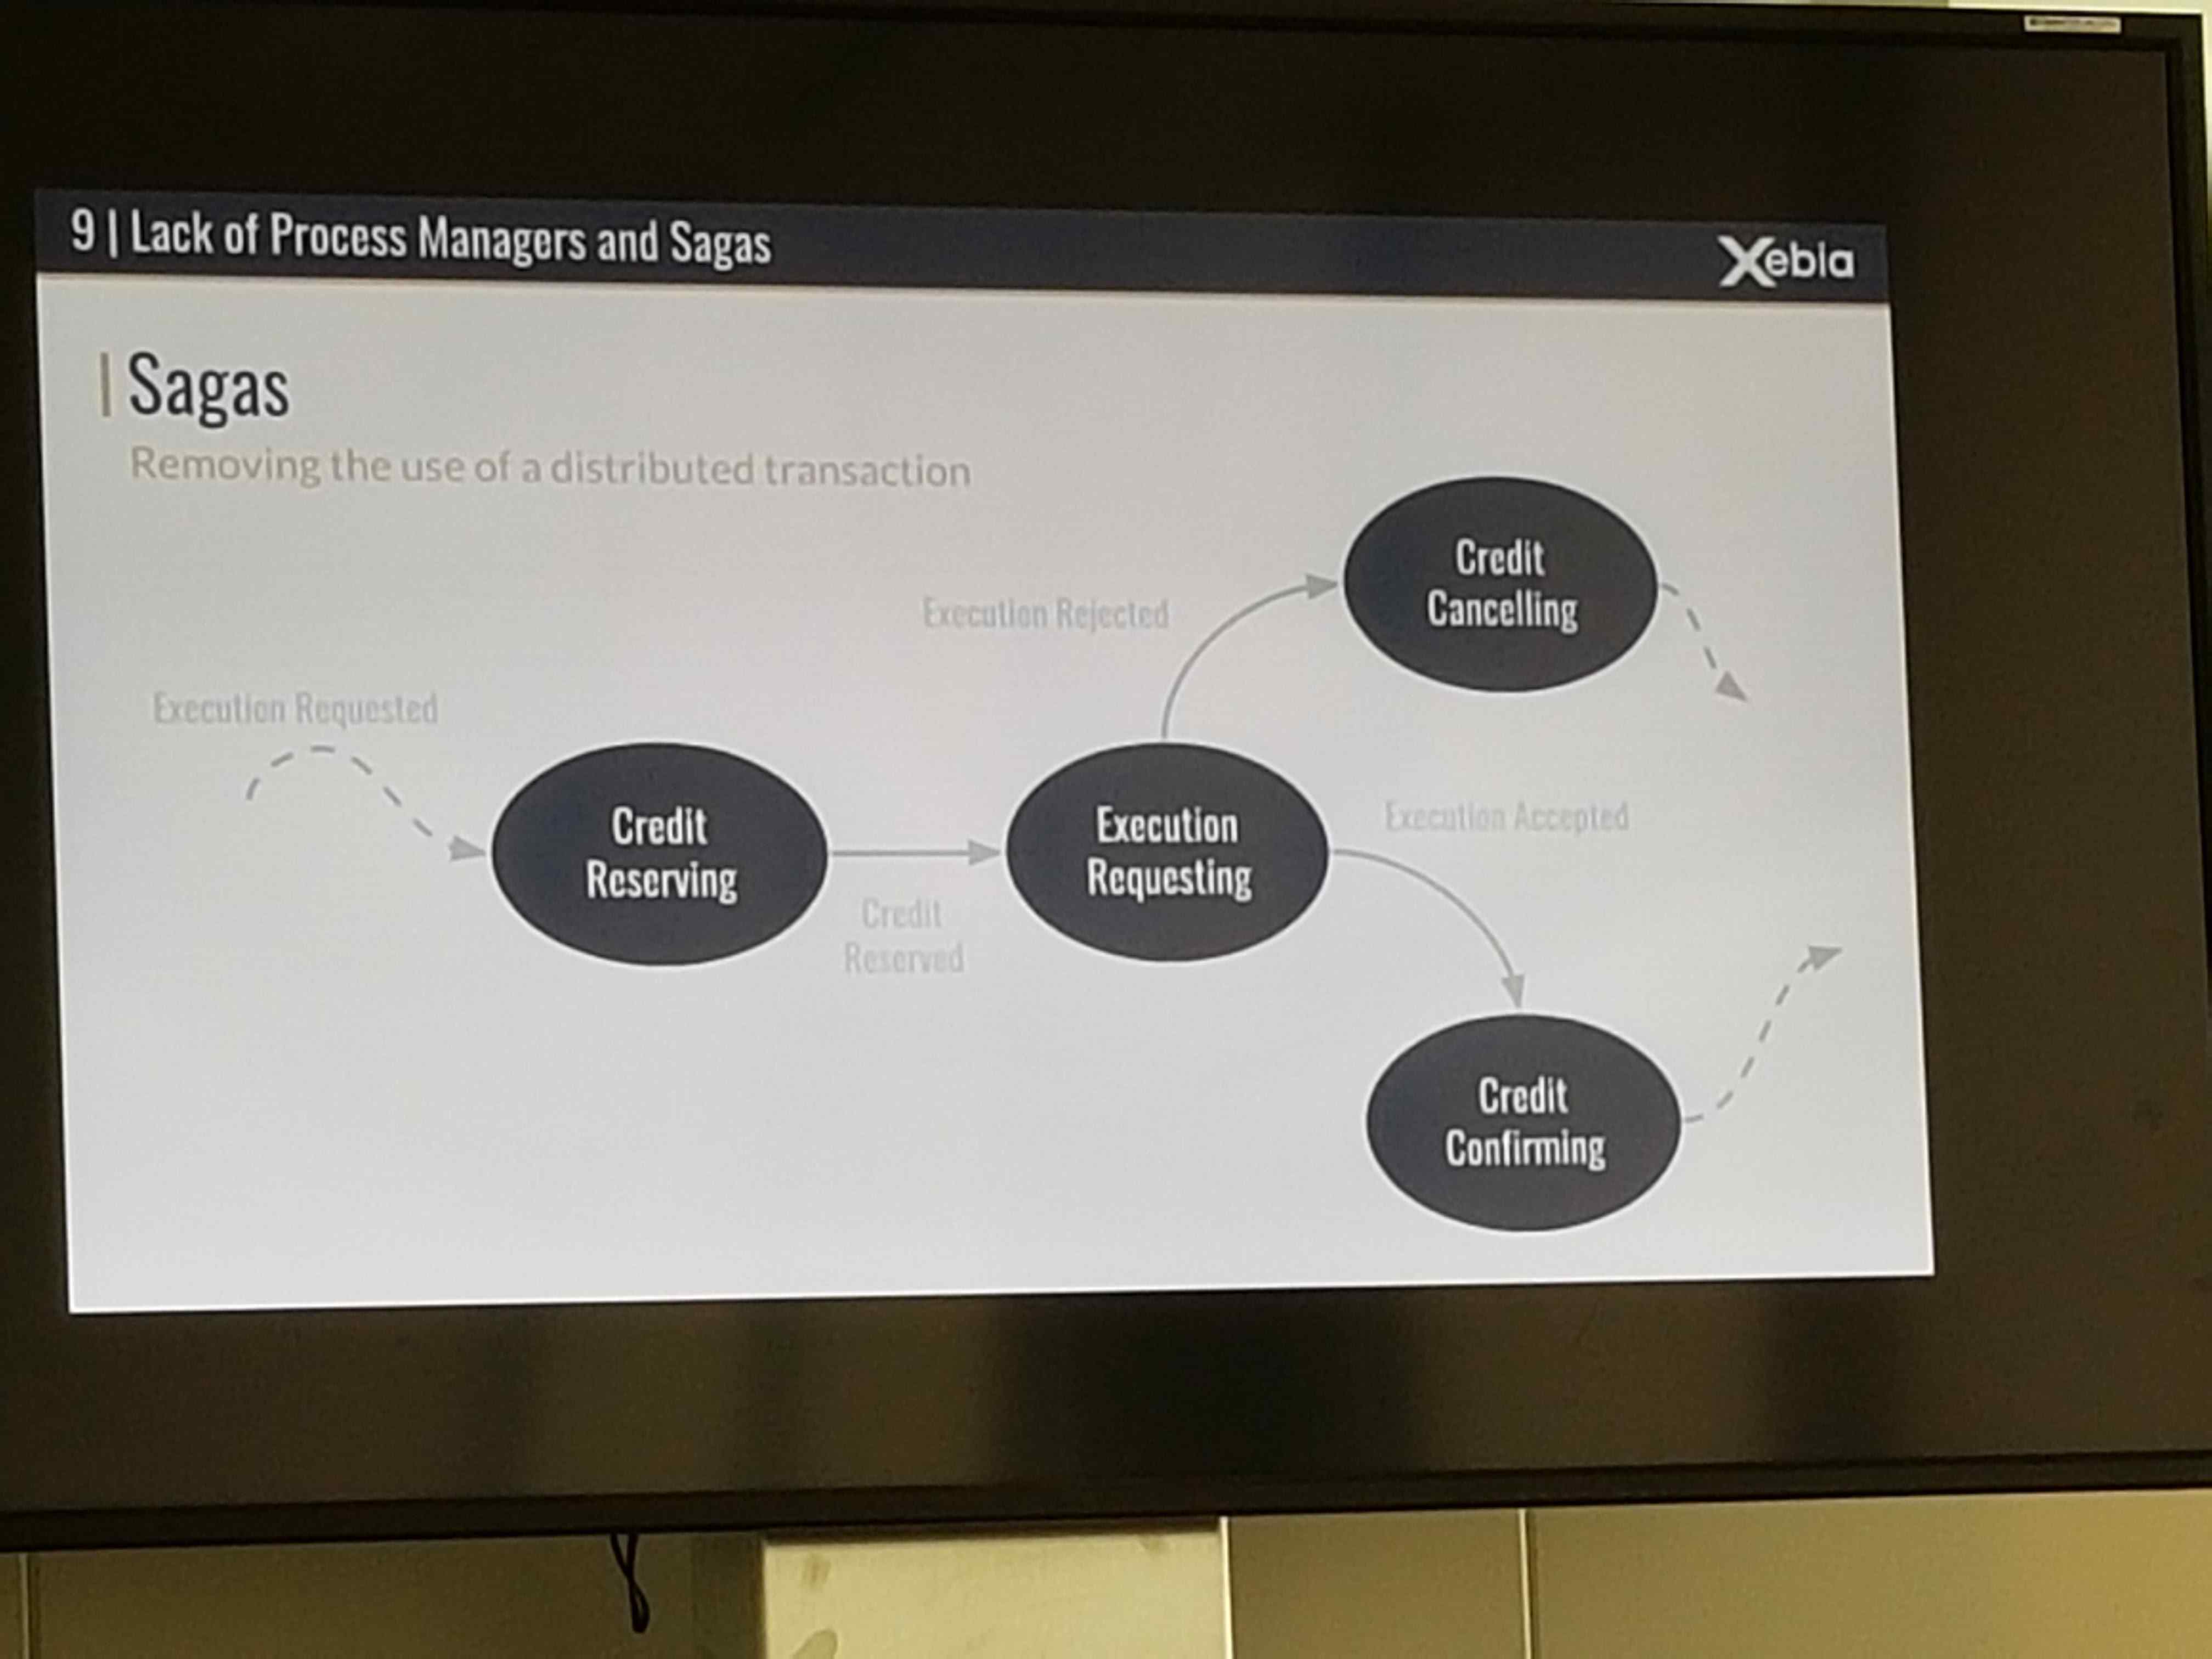 9 | Lack of Process Managers and Sagas
Xebia
Sagas
Removing the use of a distributed transaction
Credit
Cancelling
Execution Rejected
Execution Requested
Credit
Reserving
Execution
Requesting
Execution Accepted
Credit
Reserved
Credit
Confirming